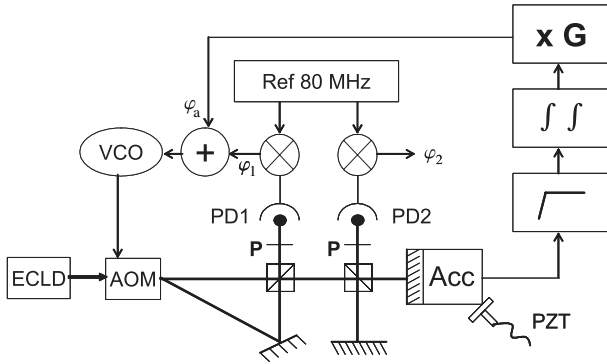 x G
Ref 80 MHz
φa
∫ ∫
VCO
+
φ1
φ2
PD1
PD2
P
P
ECLD
AOM
Acc
PZT